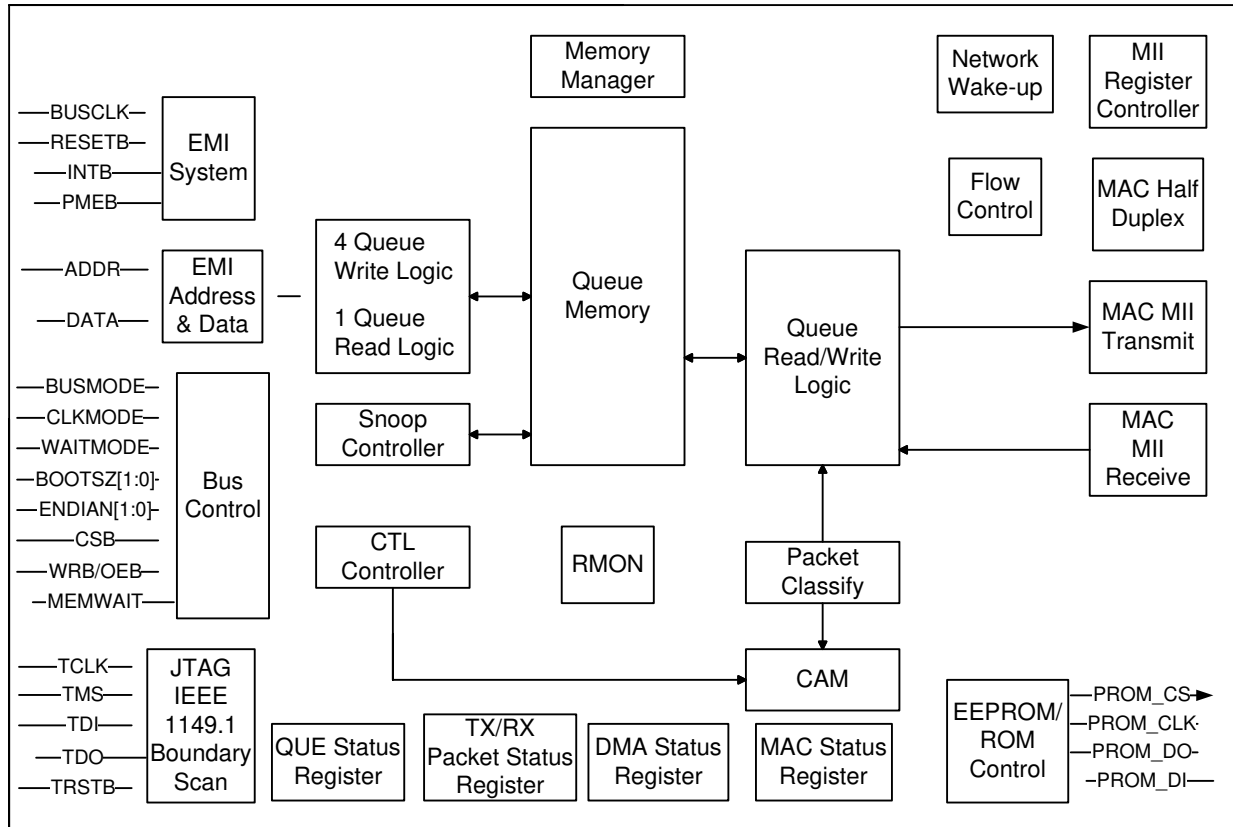 Memory
Manager
Network
Wake-up
MII
Register
Controller
BUSCLK
RESETB
INTB
PMEB
EMI
System
Flow
Control
MAC Half
Duplex
ADDR
DATA
EMI
Address
& Data
4 Queue
Write Logic
1 Queue
Read Logic
Queue
Memory
Queue
Read/Write
Logic
MAC MII
Transmit
MAC
MII
Receive
BUSMODE
CLKMODE
WAITMODE
BOOTSZ[1:0]
ENDIAN[1:0]
CSB
WRB/OEB
MEMWAIT
Bus
Control
Snoop
Controller
CTL
Controller
RMON
Packet
Classify
CAM
TCLK
TMS
TDI
TDO
TRSTB
JTAG
IEEE
1149.1
Boundary
Scan
QUE Status
Register
TX/RX
Packet Status
Register
DMA Status
Register
MAC Status
Register
EEPROM/
ROM
Control
PROM_CS
PROM_CLK
PROM_DO
PROM_DI